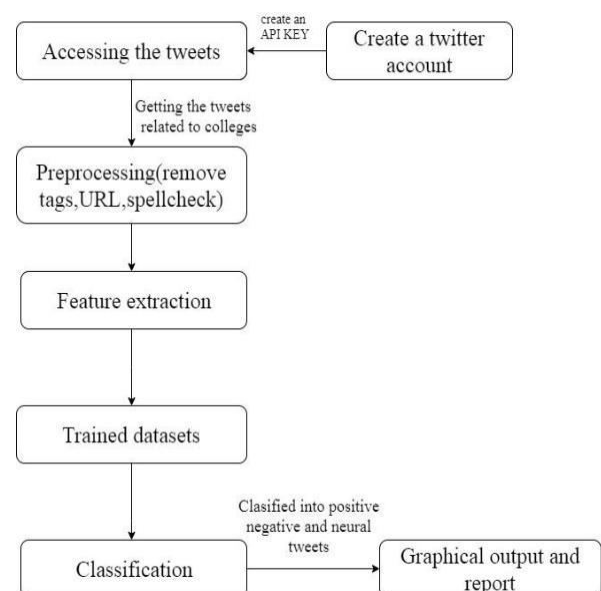 create an
API KEY
Create a twitter
account
Accessing the tweets
Getting the tweets
related to colleges
Preprocessing(remove
tags,URL,spellcheck)
Feature extraction
Trained datasets
Classification
Clasified into positive
negative and neural
tweets
Graphical output and
report